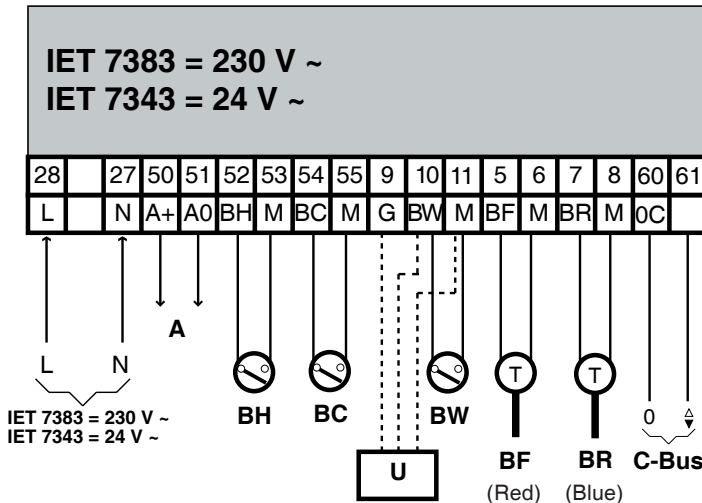 IET 7383 = 230 V ~
IET 7343 = 24 V ~
28 27 50 51 52 53 54 55 9 10 11 5 6 7 8 60 61
L N A+ A0 BH M BC M G BW M BF M BR M 0C
A
L N
T T
0
IET 7383 = 230 V ~
IET 7343 = 24 V ~
BH BC BW
U
BF BR C-Bus
(Red) (Blue)